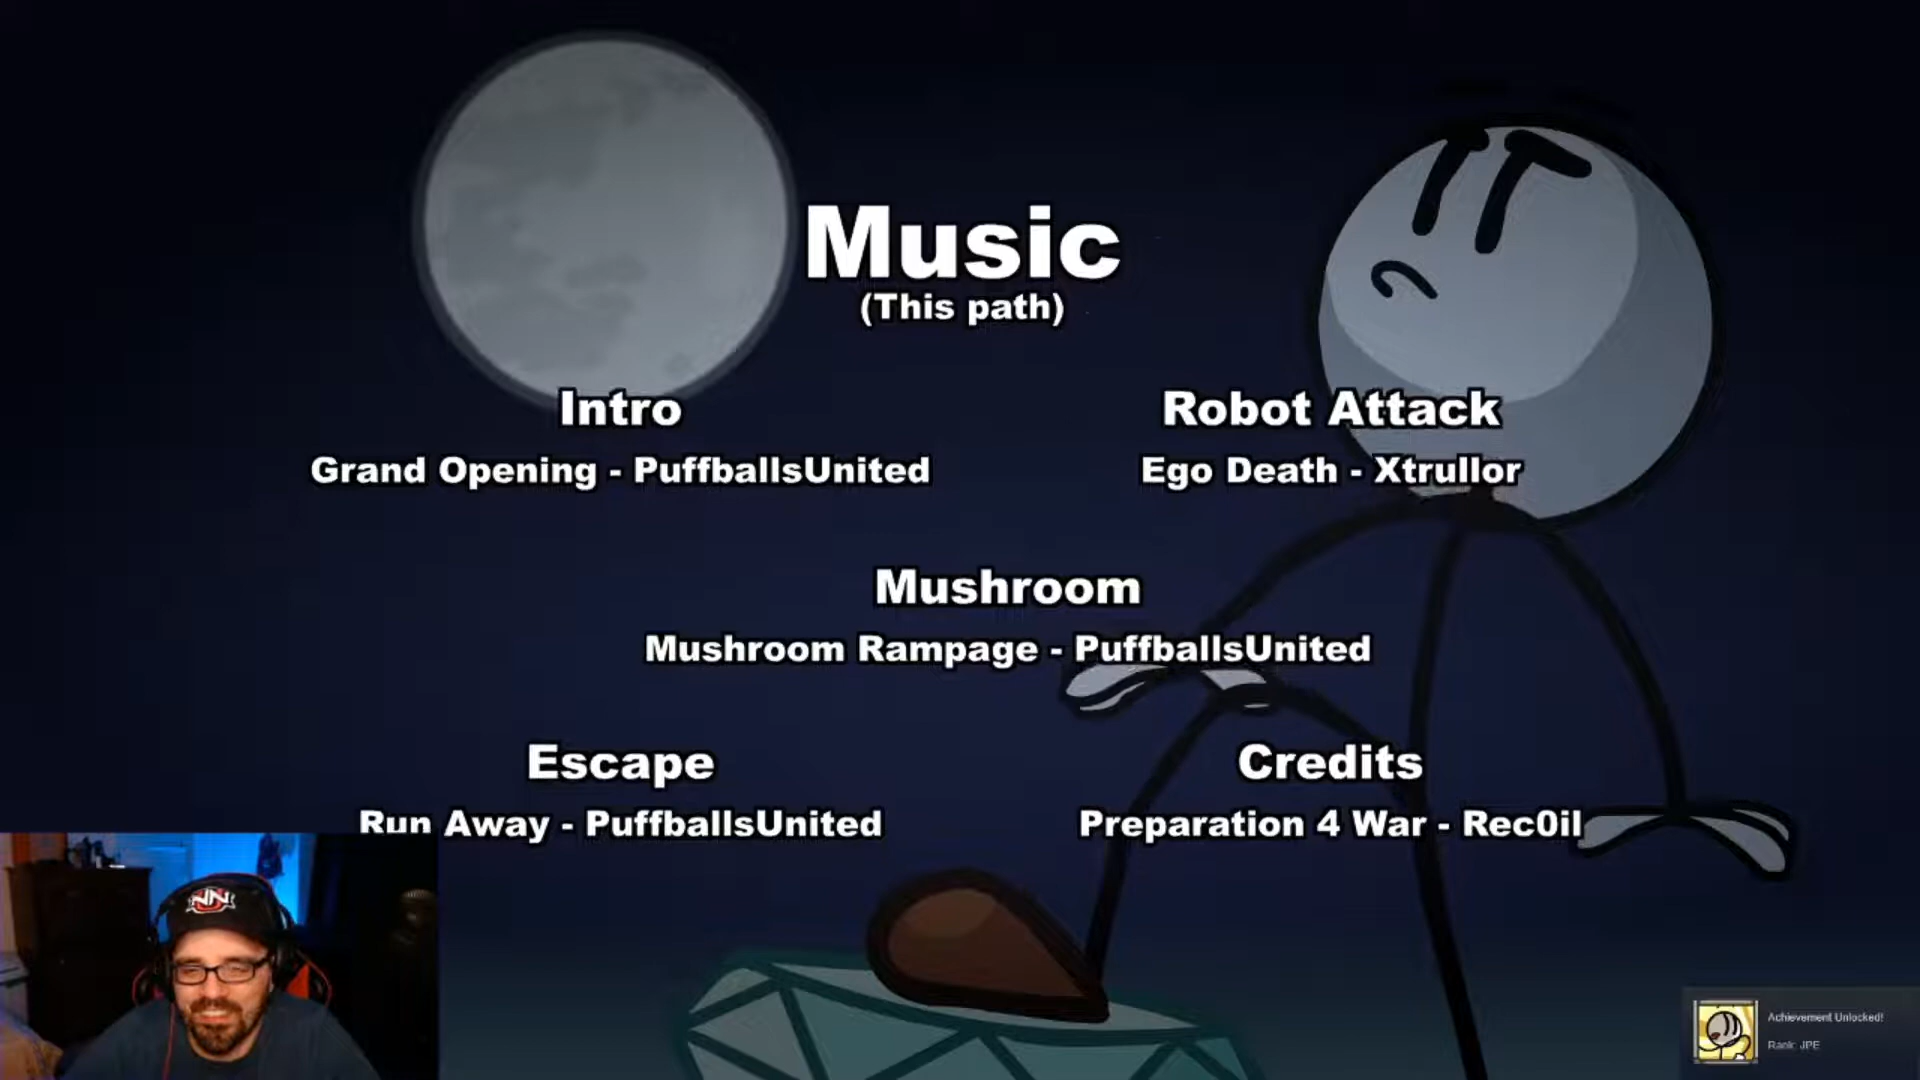 Music
(This path)
Intro
Grand Opening - PuffballsUnited
Robot Attack
Ego Death - Xtrullor
Mushroom
Mushroom Rampage - PuffballsUnited
Escape
Run Away - PuffballsUnited
Credits
Preparation 4 War - Rec0il
NN
Achievement Unlocked!
Rank: JPE